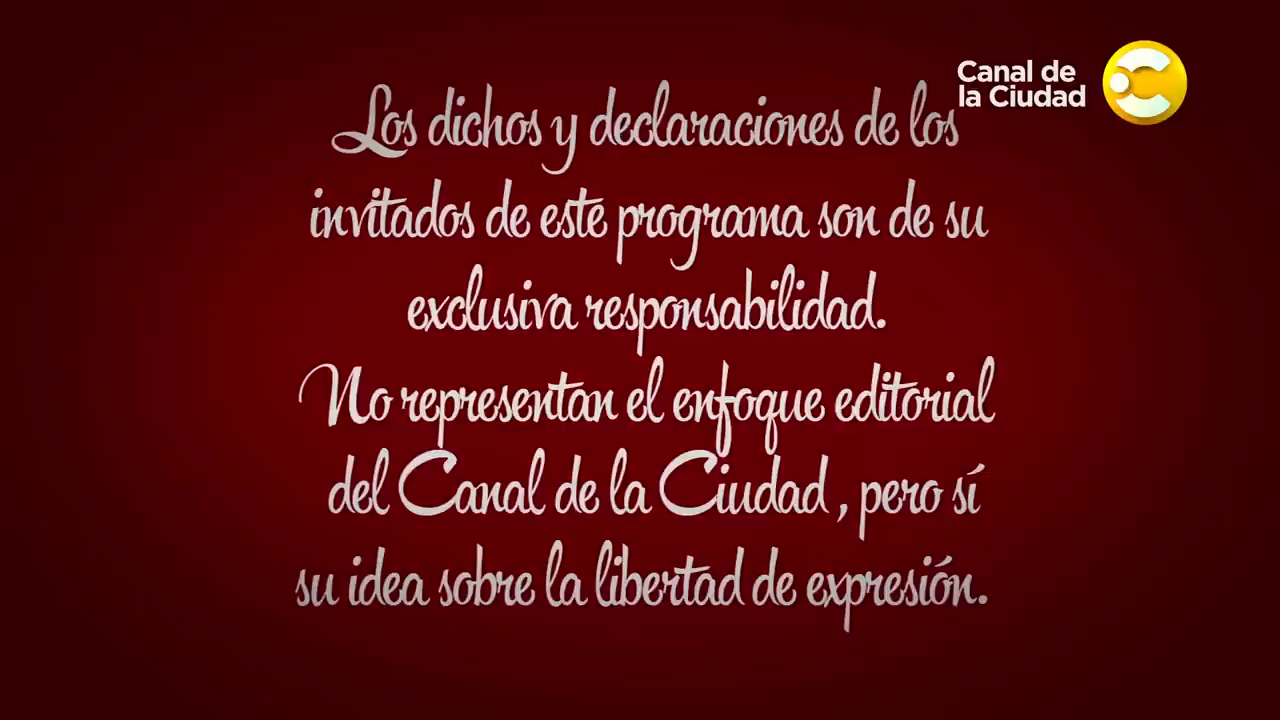 Canal de
la Ciudad
Los dichos y declaraciones de los
invitados de este programa son de su
exclusiva responsabilidad.
No representan el enfoque editorial
del Canal de la Ciudad, pero sí
su idea sobre la libertad de expresión.